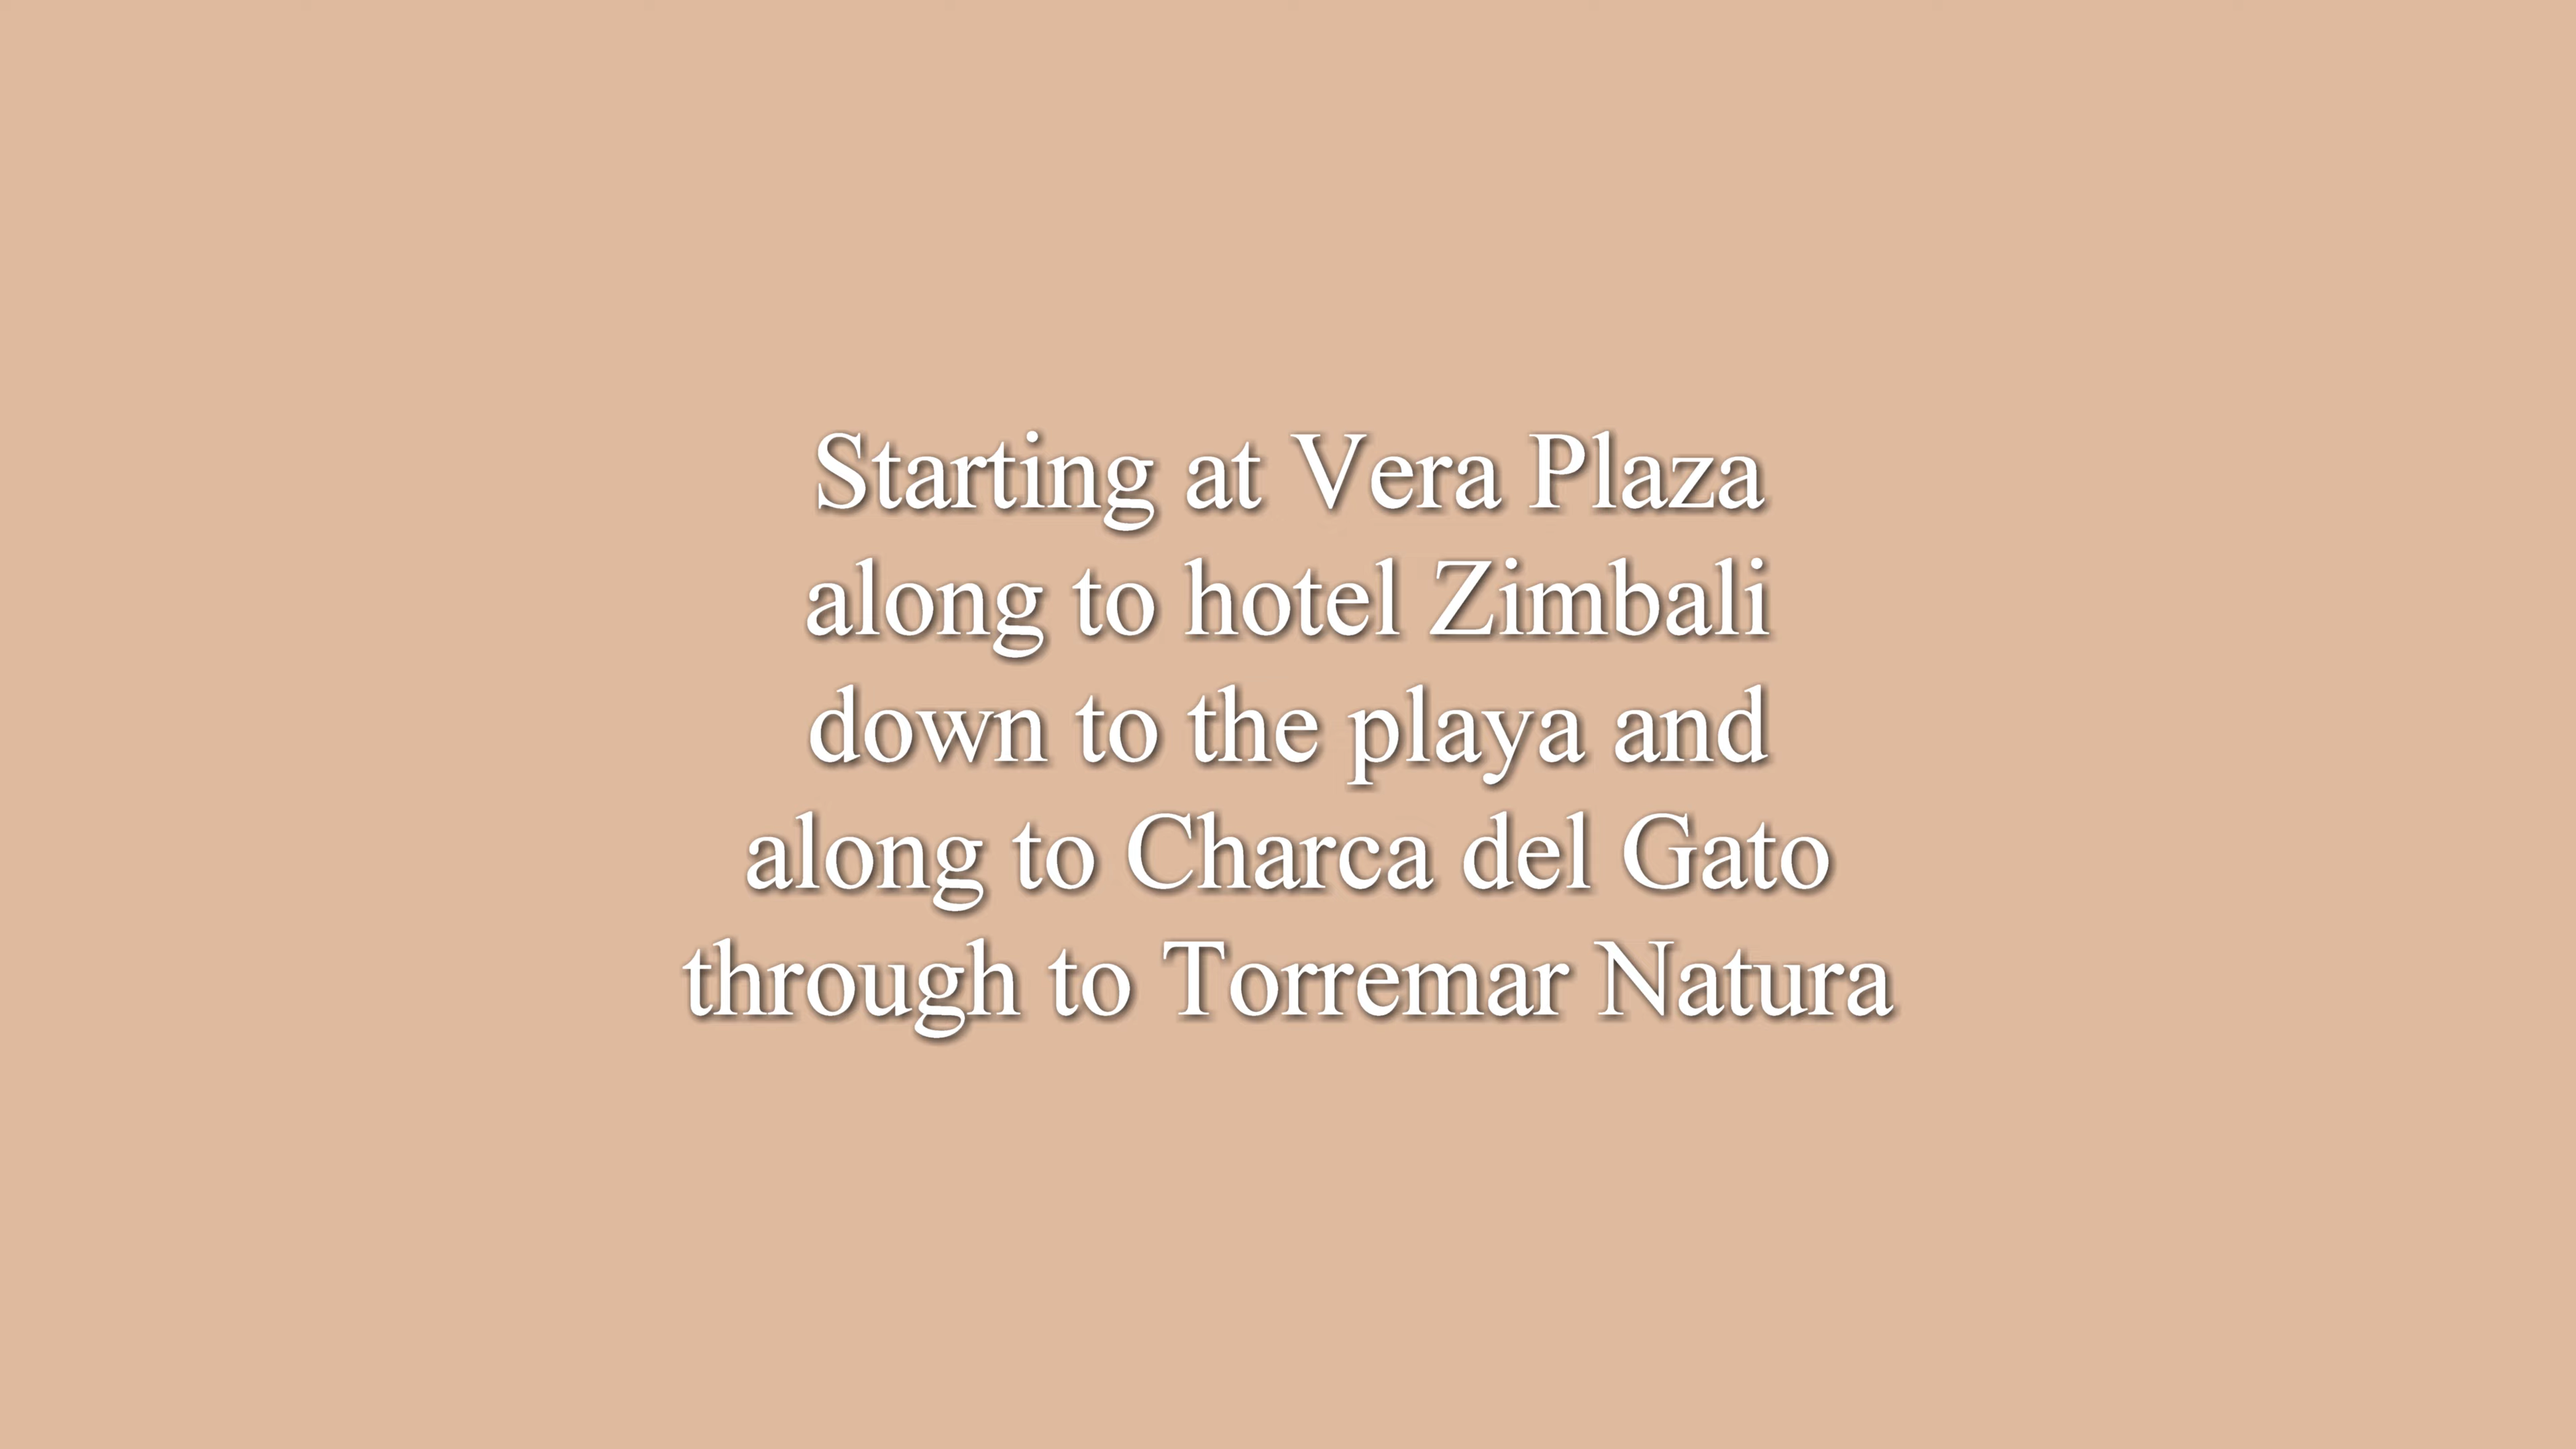 Starting at Vera Plaza
along to hotel Zimbali
down to the playa and
along to Charca del Gato
through to Torremar Natura